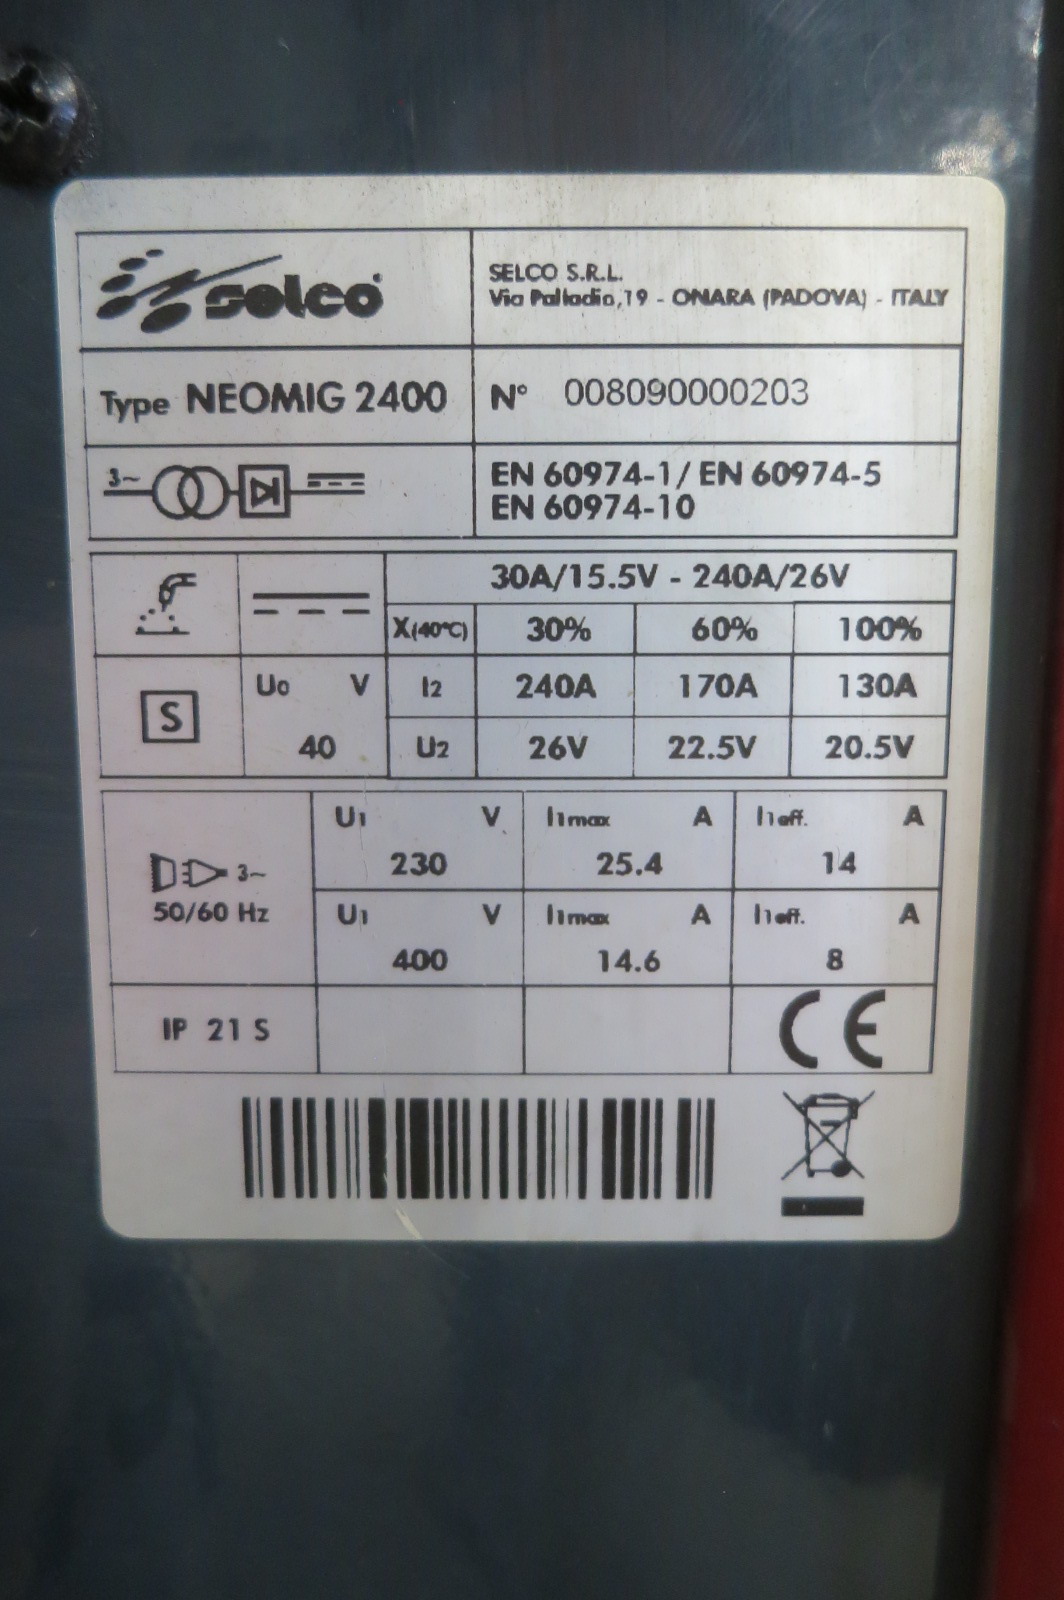 selco
SELCO S.R.L.
Via Palladio,19 - ONARA (PADOVA) - ITALY
Type NEOMIG 2400
N° 008090000203
3~
EN 60974-1/ EN 60974-5
EN 60974-10
30A/15.5V - 240A/26V
X(40°C) 30% 60% 100%
S
U0 V
40
I2 240A 170A 130A
U2 26V 22.5V 20.5V
3~
50/60 Hz
U1 V I1max A I1eff. A
230 25.4 14
U1 V I1max A I1eff. A
400 14.6 8
IP 21 S
CE